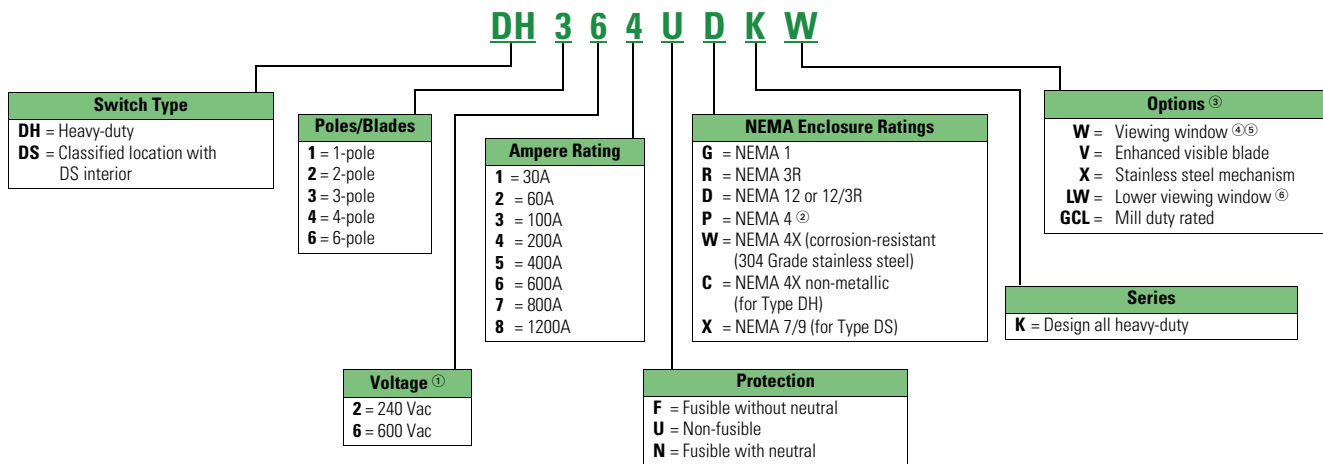 DH 3 6 4 U D K W
Switch Type
DH = Heavy-duty
DS = Classified location with
DS interior
Poles/Blades
1 = 1-pole
2 = 2-pole
3 = 3-pole
4 = 4-pole
6 = 6-pole
Voltage ①
2 = 240 Vac
6 = 600 Vac
Ampere Rating
1 = 30A
2 = 60A
3 = 100A
4 = 200A
5 = 400A
6 = 600A
7 = 800A
8 = 1200A
Protection
F = Fusible without neutral
U = Non-fusible
N = Fusible with neutral
NEMA Enclosure Ratings
G = NEMA 1
R = NEMA 3R
D = NEMA 12 or 12/3R
P = NEMA 4 ②
W = NEMA 4X (corrosion-resistant
(304 Grade stainless steel)
C = NEMA 4X non-metallic
(for Type DH)
X = NEMA 7/9 (for Type DS)
Series
K = Design all heavy-duty
Options ③
W = Viewing window ④⑤
V = Enhanced visible blade
X = Stainless steel mechanism
LW = Lower viewing window ⑥
GCL = Mill duty rated